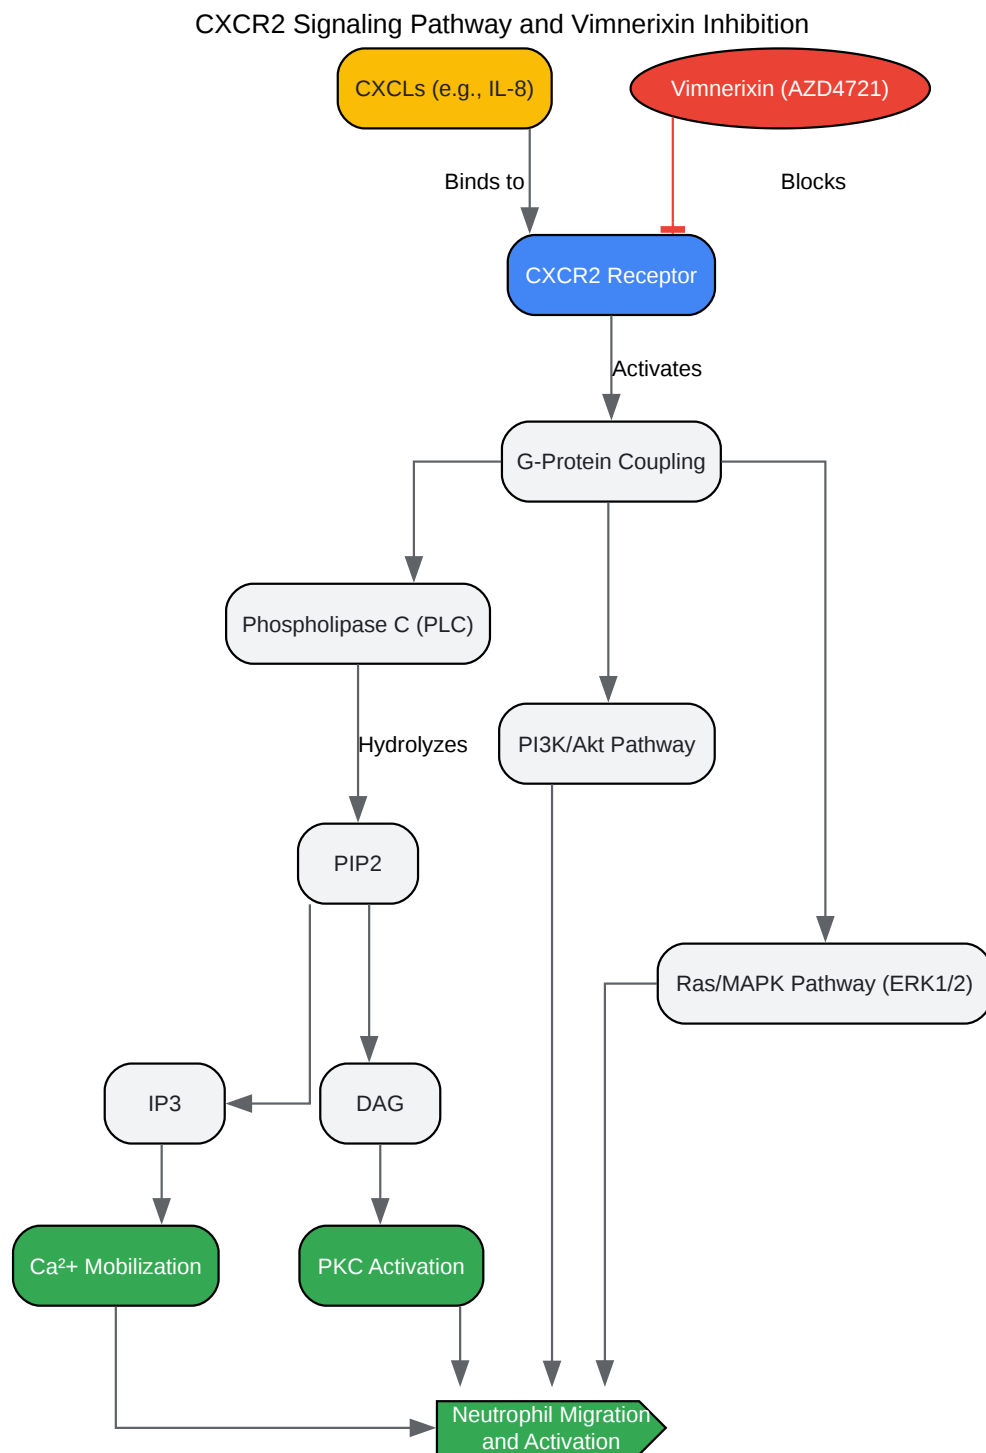 CXCR2 Signaling Pathway and Vimnerixin Inhibition
CXCLs (e.g., IL-8)
Vimnerixin (AZD4721)
Binds to
Blocks
CXCR2 Receptor
Activates
G-Protein Coupling
Phospholipase C (PLC)
Hydrolyzes
PI3K/Akt Pathway
PIP2
Ras/MAPK Pathway (ERK1/2)
IP3
DAG
Ca²+ Mobilization
PKC Activation
Neutrophil Migration
and Activation